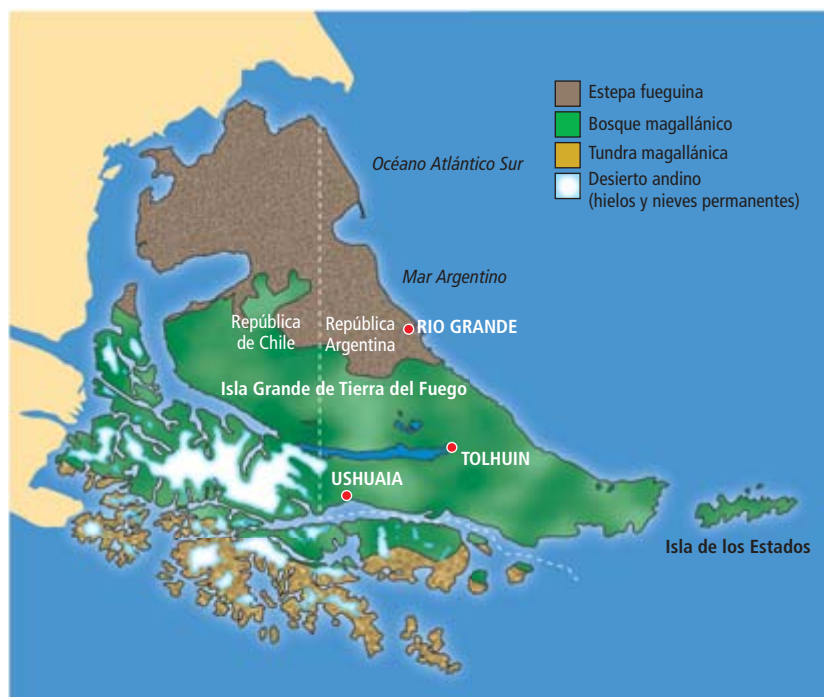 Estepa fueguina
Bosque magallánico
Tundra magallánica
Desierto andino
(hielos y nieves permanentes)
Océano Atlántico Sur
Mar Argentino
República
de Chile
República
Argentina
RIO GRANDE
Isla Grande de Tierra del Fuego
TOLHUIN
USHUAIA
Isla de los Estados